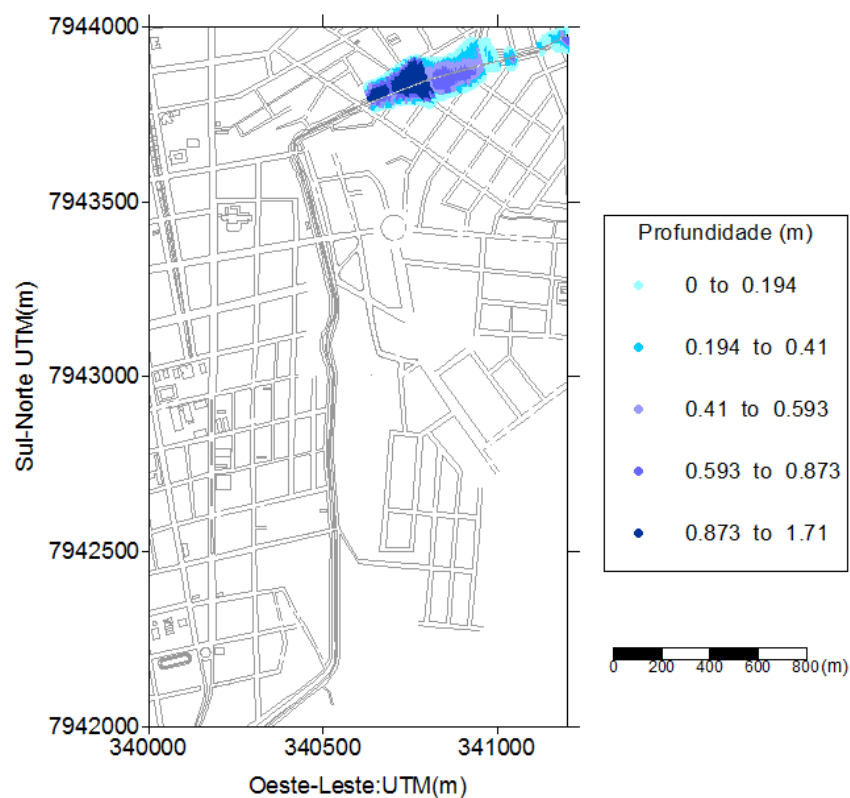 7944000
7943500
7943000
7942500
7942000
340000 340500 341000
Sul-Norte UTM(m)
Oeste-Leste:UTM(m)
Profundidade (m)
0 to 0.194
0.194 to 0.41
0.41 to 0.593
0.593 to 0.873
0.873 to 1.71
0 200 400 600 800 (m)